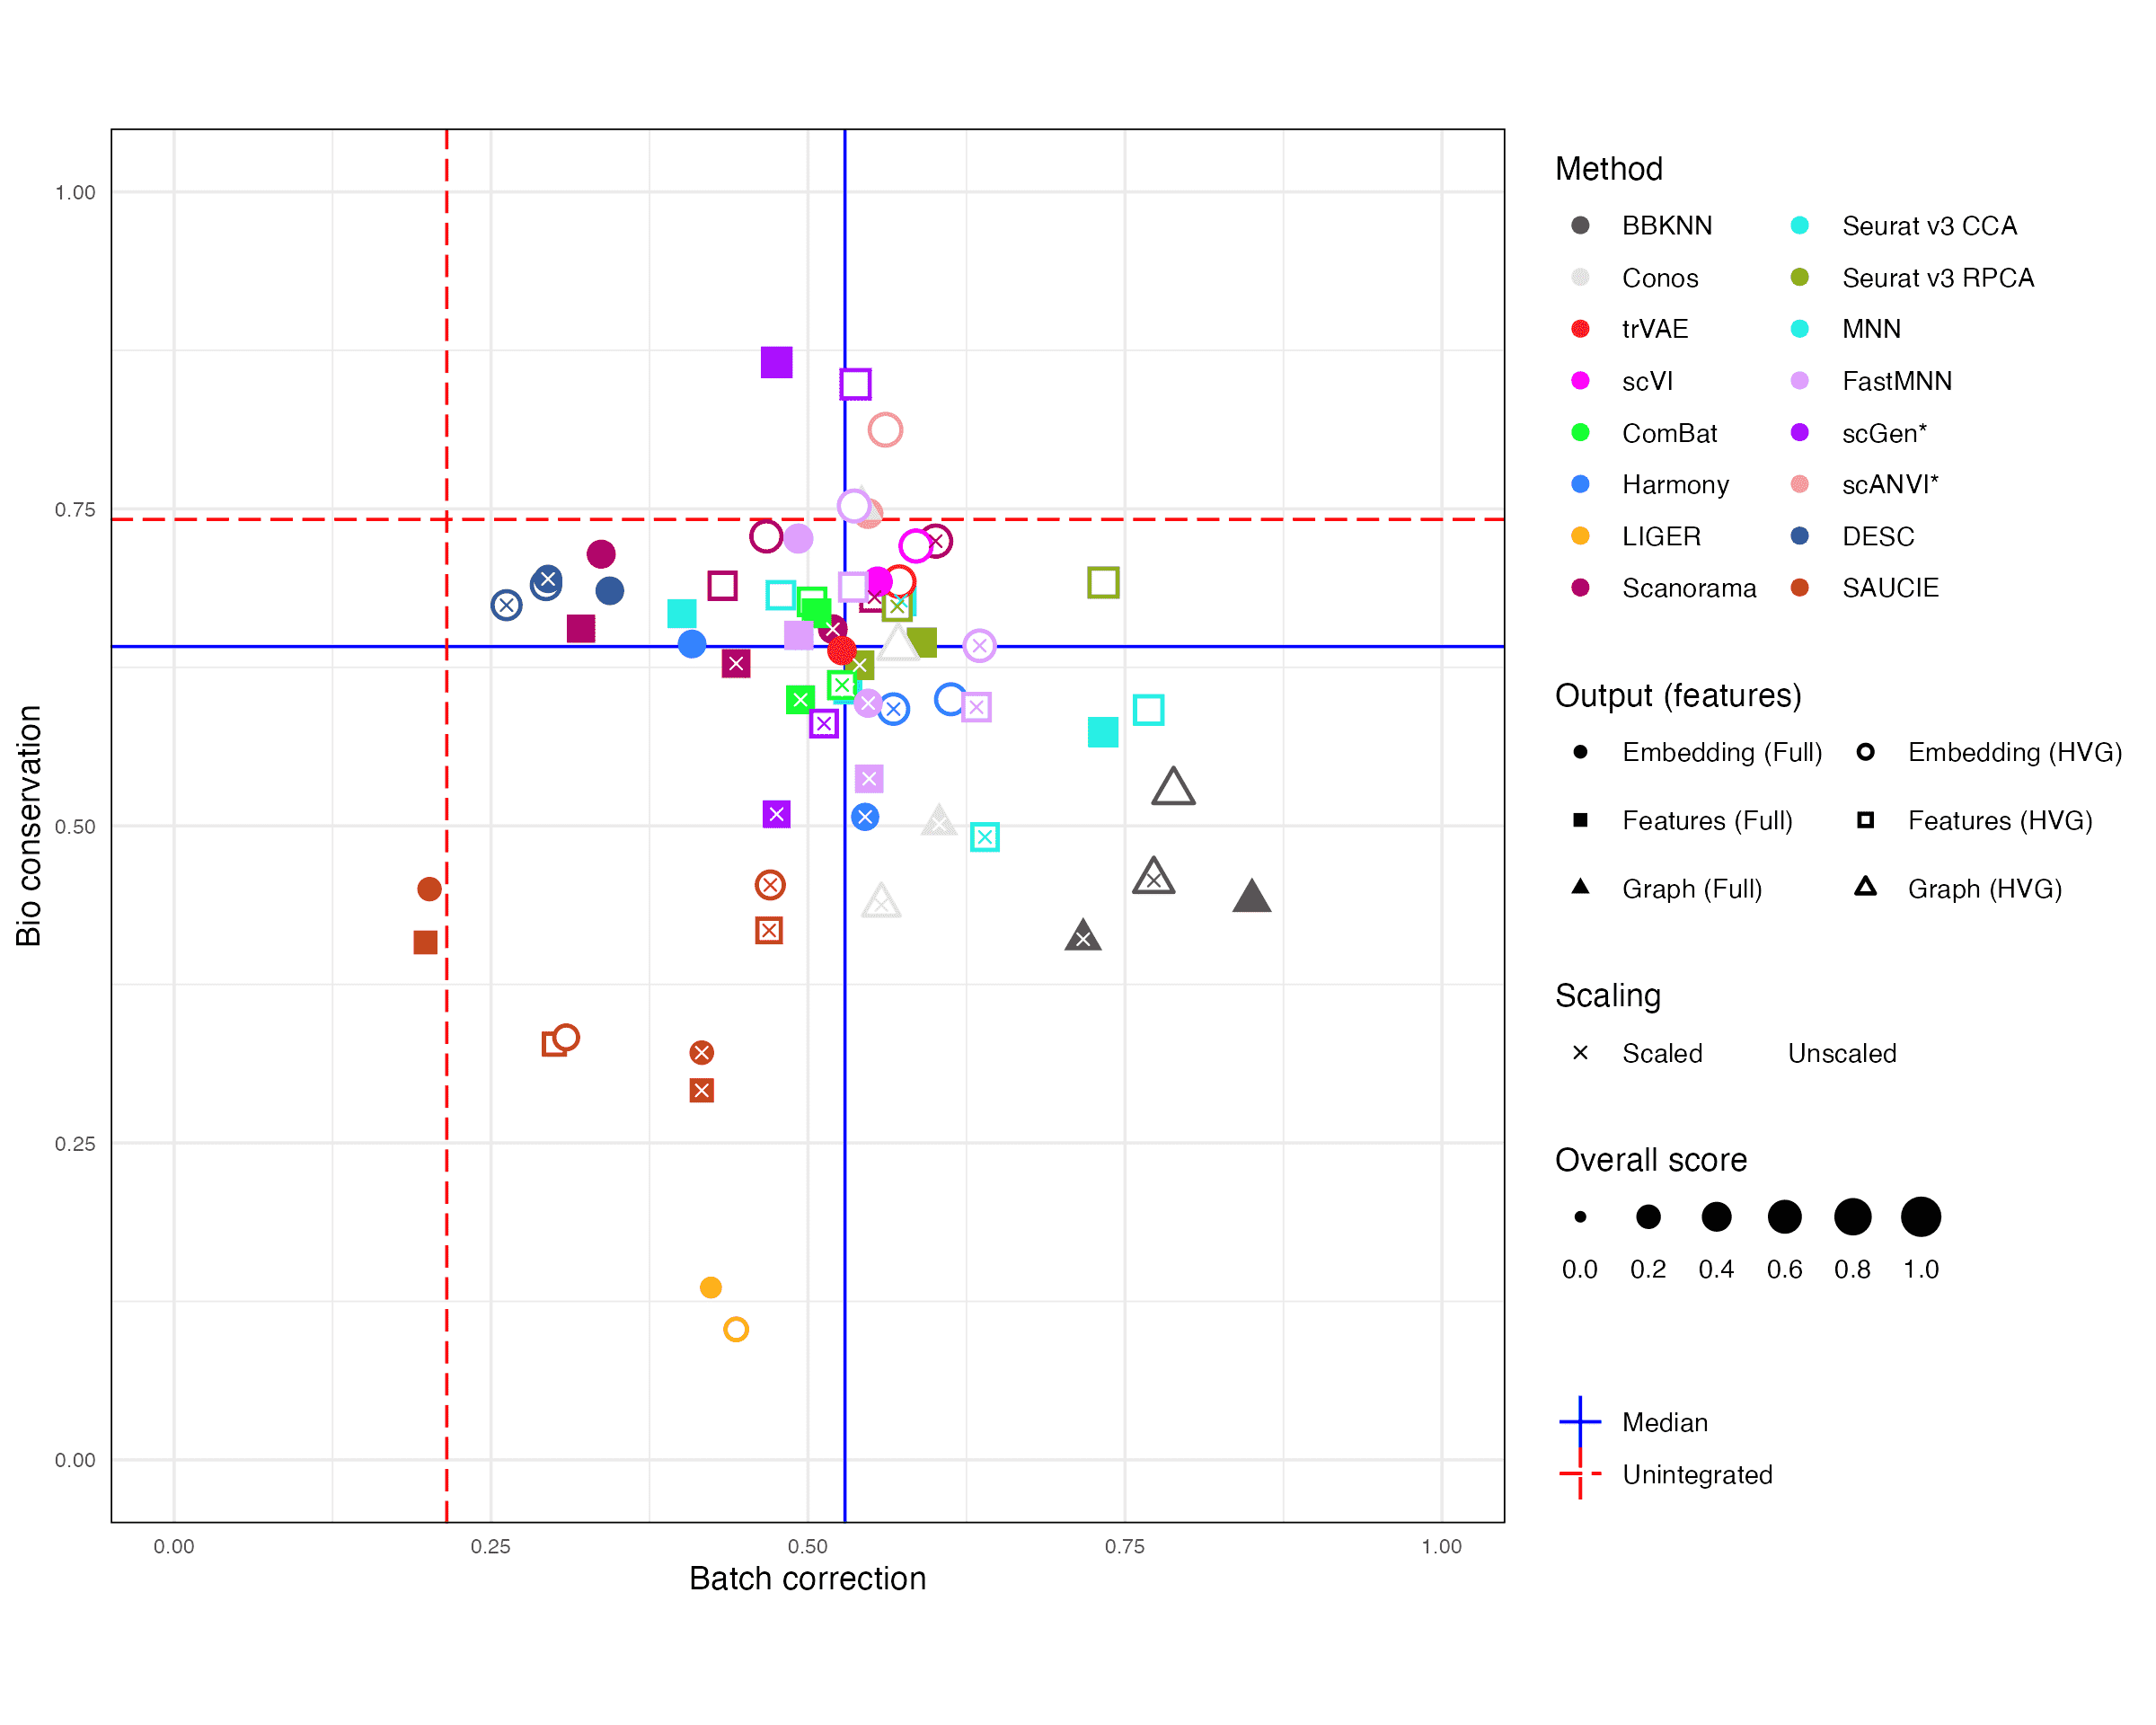 1.00
0.75
0.50
0.25
0.00
Bio conservation
0.00 0.25 0.50 0.75 1.00
Batch correction
Method
BBKNN Seurat v3 CCA
Conos Seurat v3 RPCA
trVAE MNN
scVI FastMNN
ComBat scGen*
Harmony scANVI*
LIGER DESC
Scanorama SAUCIE
Output (features)
Embedding (Full) Embedding (HVG)
Features (Full) Features (HVG)
Graph (Full) Graph (HVG)
Scaling
Scaled Unscaled
Overall score
0.0 0.2 0.4 0.6 0.8 1.0
Median
Unintegrated